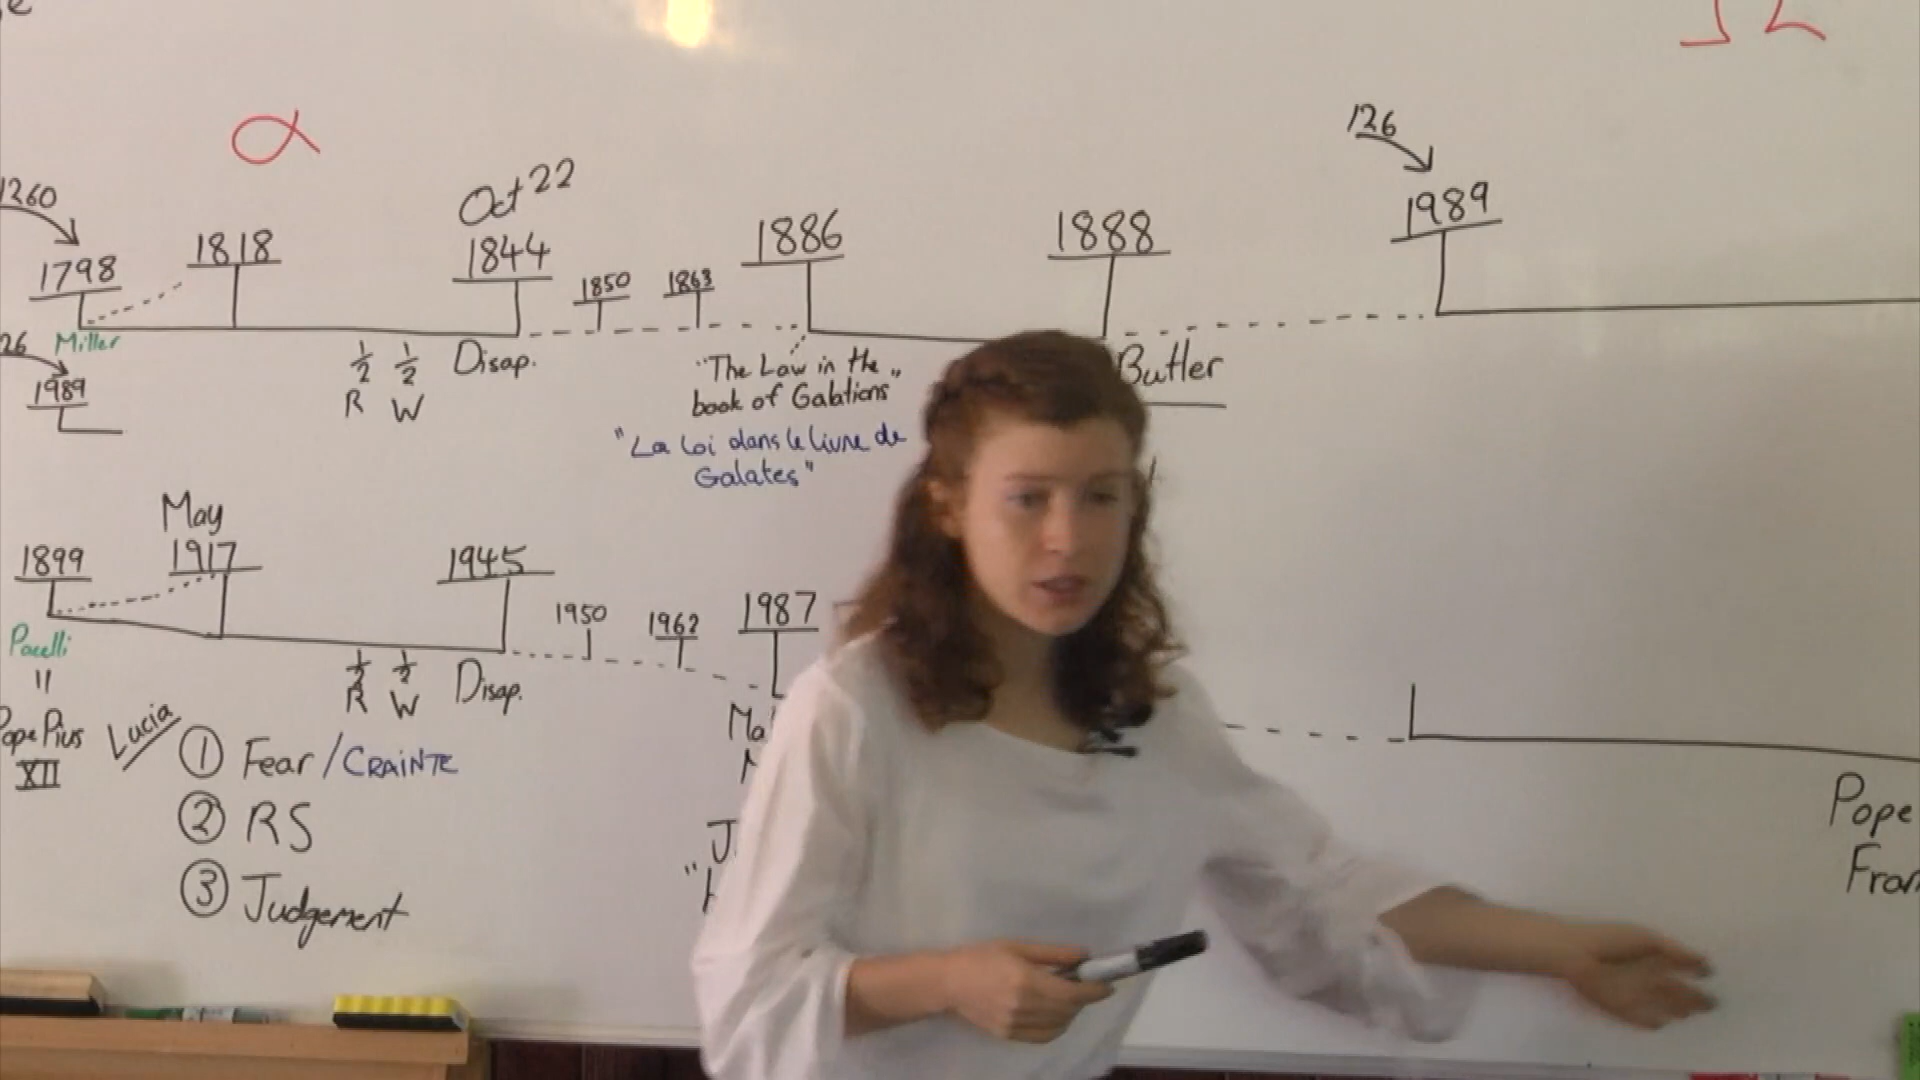 α
126
1260
1798
1818
Oct 22
1844
1850
1863
1886
1888
1989
Miller
26
1989
1/2
R
1/2
W
Disap.
"The Law in the
book of Galatians"
"La Loi dans le livre de
Galates"
Butler
1899
May
1917
1945
1950
1962
1987
Pacelli
"
Pope Pius
XII
Lucia
1/2
R
1/2
W
Disap.
① Fear / CRAINTE
② RS
③ Judgement
Pope